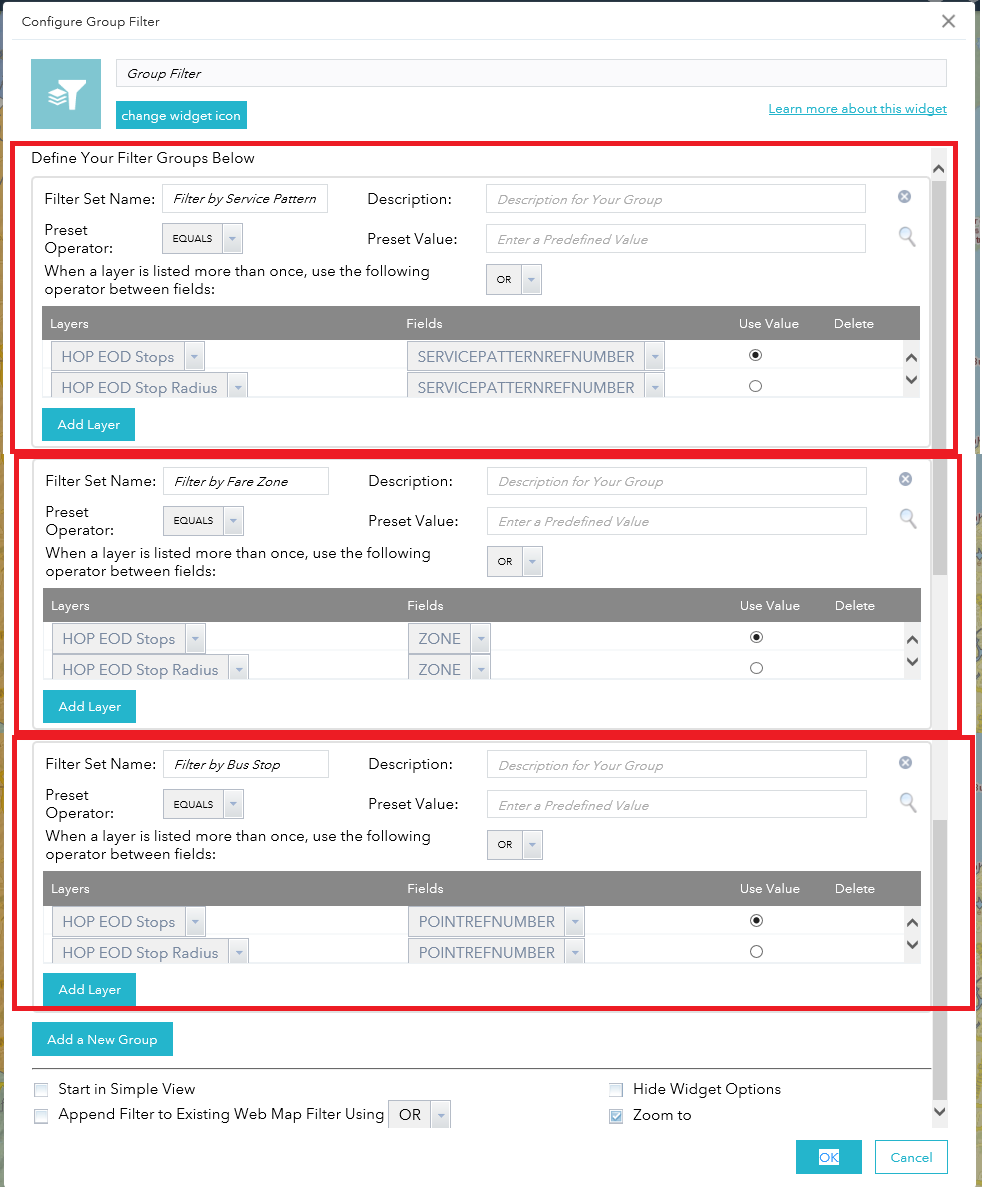 Configure Group Filter
Group Filter
change widget icon
Learn more about this widget
Define Your Filter Groups Below
Filter Set Name: Filter by Service Pattern Description: Description for Your Group
Preset Operator: EQUALS Preset Value: Enter a Predefined Value
When a layer is listed more than once, use the following
operator between fields: OR
Layers Fields Use Value Delete
HOP EOD Stops SERVICEPATTERNREFNUMBER
HOP EOD Stop Radius SERVICEPATTERNREFNUMBER
Add Layer
Filter Set Name: Filter by Fare Zone Description: Description for Your Group
Preset Operator: EQUALS Preset Value: Enter a Predefined Value
When a layer is listed more than once, use the following
operator between fields: OR
Layers Fields Use Value Delete
HOP EOD Stops ZONE
HOP EOD Stop Radius ZONE
Add Layer
Filter Set Name: Filter by Bus Stop Description: Description for Your Group
Preset Operator: EQUALS Preset Value: Enter a Predefined Value
When a layer is listed more than once, use the following
operator between fields: OR
Layers Fields Use Value Delete
HOP EOD Stops POINTREFNUMBER
HOP EOD Stop Radius POINTREFNUMBER
Add Layer
Add a New Group
Start in Simple View Hide Widget Options
Append Filter to Existing Web Map Filter Using OR Zoom to
OK Cancel